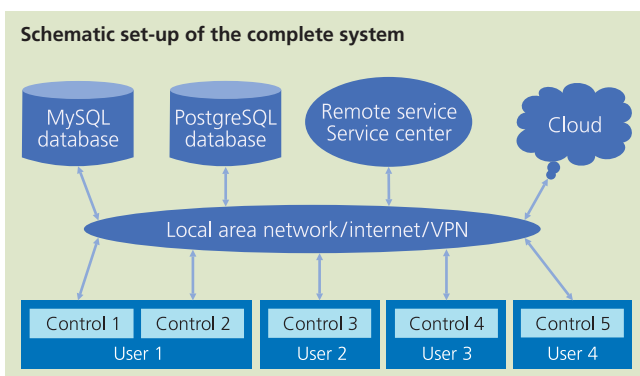 Schematic set-up of the complete system
MySQL
database
PostgreSQL
database
Remote service
Service center
Cloud
Local area network/internet/VPN
Control 1
Control 2
Control 3
Control 4
Control 5
User 1
User 2
User 3
User 4